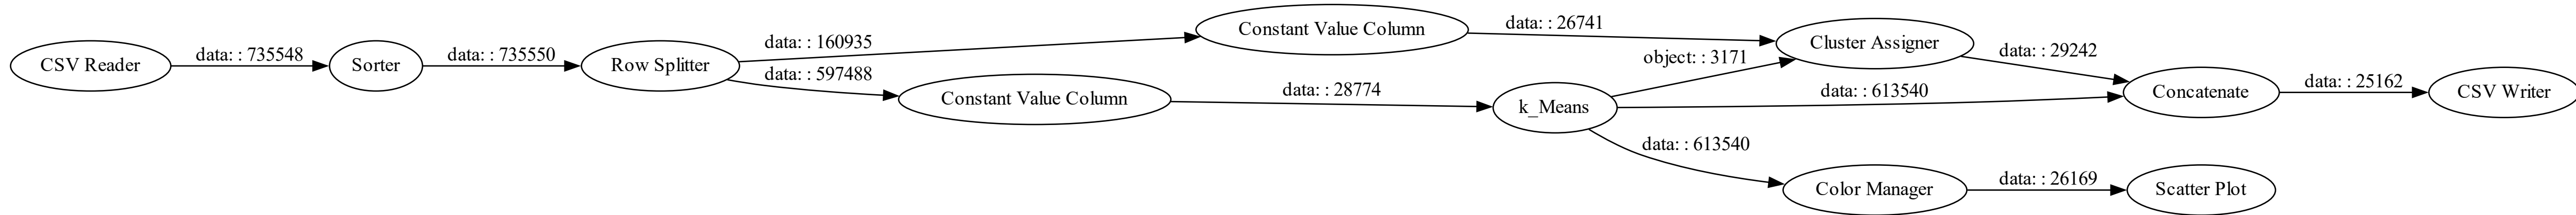 CSV Reader
data: : 735548
Sorter
data: : 735550
Row Splitter
data: : 160935
data: : 597488
Constant Value Column
Constant Value Column
data: : 26741
data: : 28774
k_Means
object: : 3171
data: : 613540
data: : 613540
Cluster Assigner
data: : 29242
Concatenate
data: : 25162
CSV Writer
Color Manager
data: : 26169
Scatter Plot